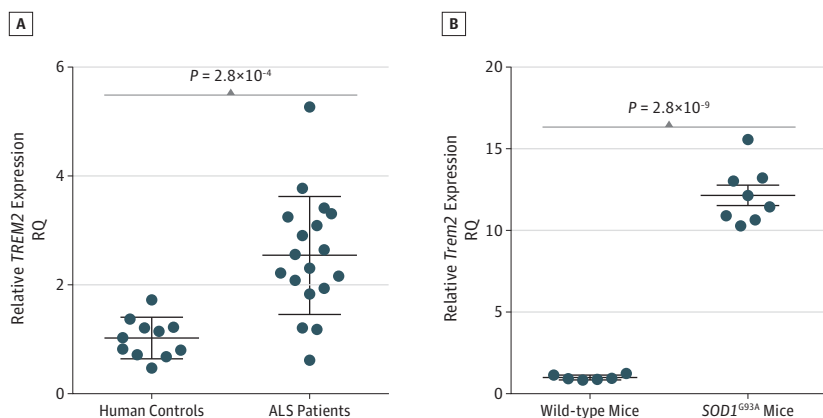 A
Relative TREM2 Expression
RQ
6
4
2
0
P = 2.8×10⁻⁴
Human Controls
ALS Patients
B
Relative Trem2 Expression
RQ
20
15
10
5
0
P = 2.8×10⁻⁹
Wild-type Mice
SOD1ᴳ⁹³ᴬ Mice